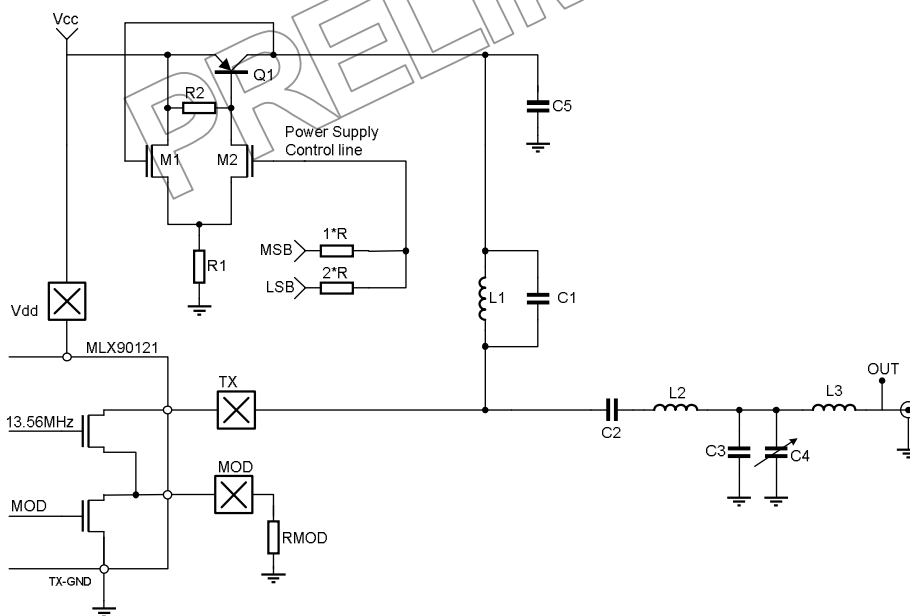 Vcc
PRELI
Q1
R2
C5
Power Supply
Control line
M1
M2
1*R
MSB
2*R
LSB
R1
L1
C1
Vdd
MLX90121
TX
OUT
L2
L3
13.56MHz
C2
C3
C4
MOD
MOD
RMOD
TX-GND